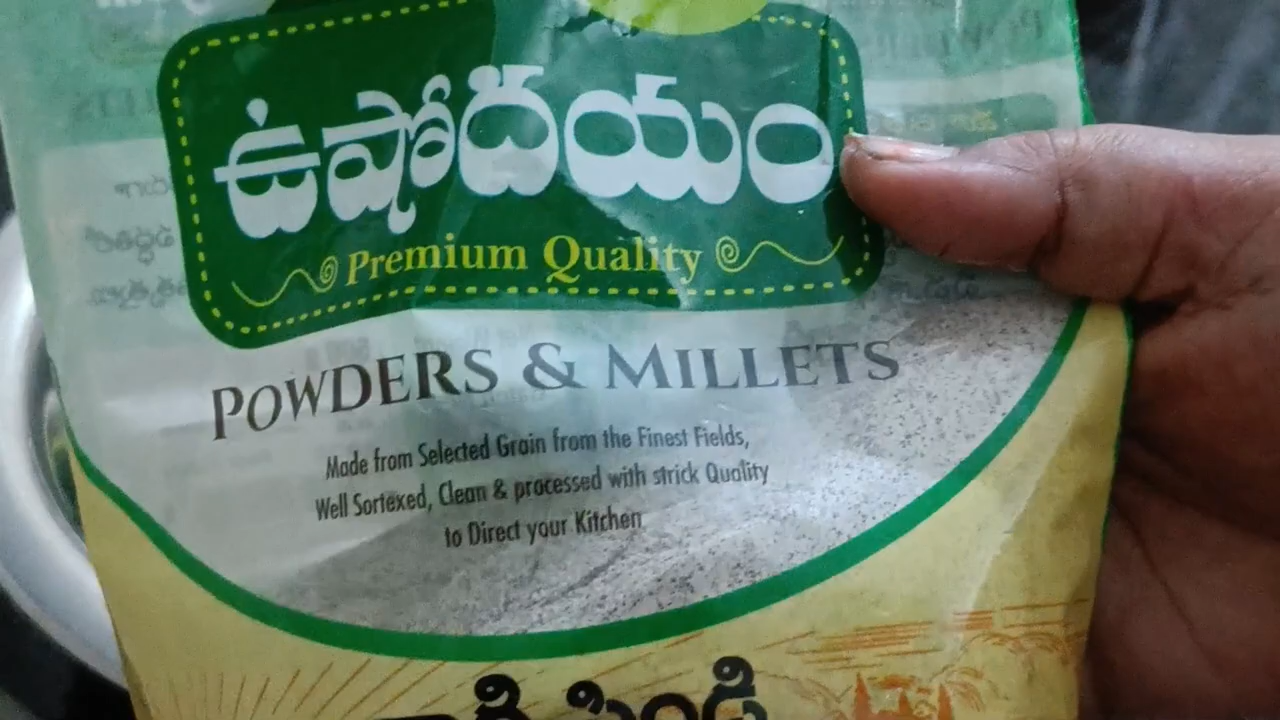 ఉషోదయం
Premium Quality
POWDERS & MILLETS
Made from Selected Grain from the Finest Fields,
Well Sortexed, Clean & processed with strick Quality
to Direct your Kitchen
పిండి